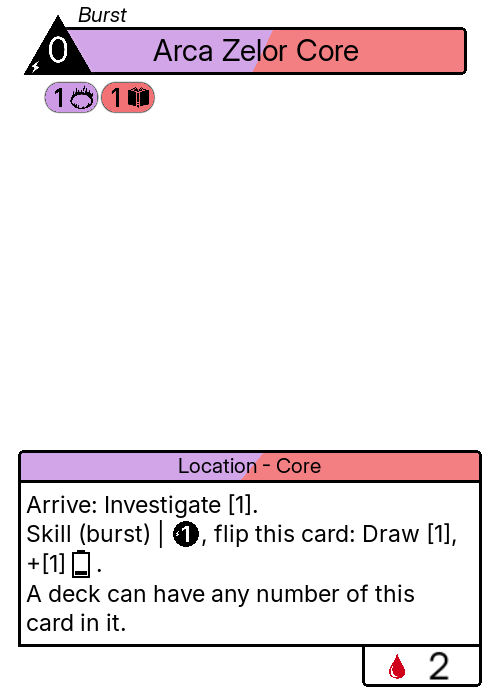 Burst
0
Arca Zelor Core
1 1
Location - Core
Arrive: Investigate [1].
Skill (burst) | 1, flip this card: Draw [1],
+[1] .
A deck can have any number of this
card in it.
2